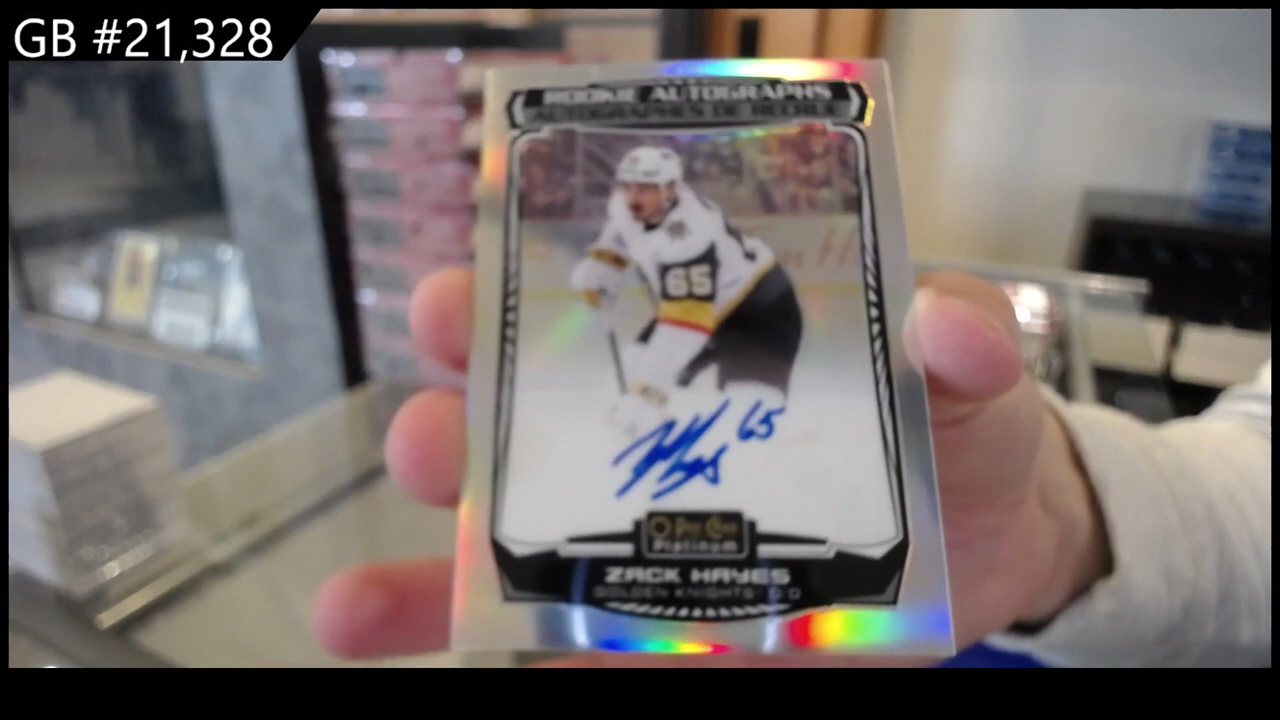 GB #21,328
ROOKIE AUTOGRAPHS
AUTOGRAPHES DE RECRUE
65
65
O-Pee-Chee
Platinum
ZACK HAYES
GOLDEN KNIGHTS D/D